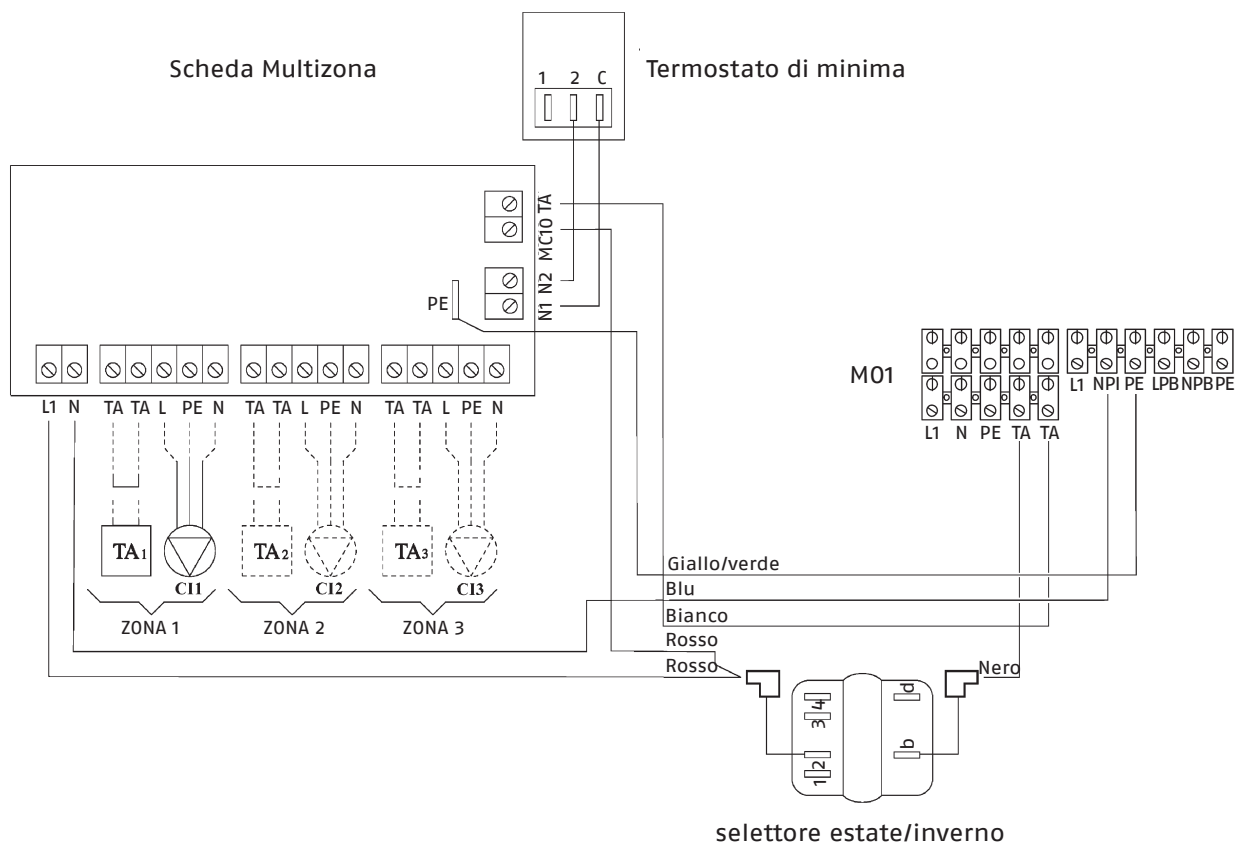 Scheda Multizona
Termostato di minima
1 2 C
MC10 TA
N1 N2
PE
L1 N TA TA L PE N TA TA L PE N TA TA L PE N
M01
L1 NPI PE LPB NPB PE
L1 N PE TA TA
TA1 CI1 TA2 CI2 TA3 CI3
ZONA 1 ZONA 2 ZONA 3
Giallo/verde
Blu
Bianco
Rosso
Rosso
Nero
3 4
d
1 2
b
selettore estate/inverno